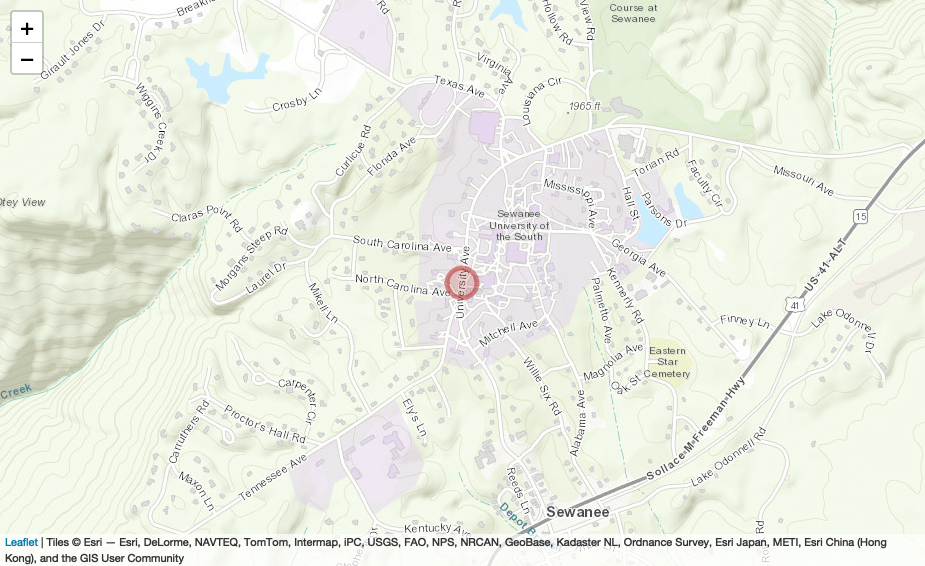 +
−
Girault Jones Dr
Breakfi
Hollow Rd
View Rd
Course at
Sewanee
Wiggins Creek Dr
Crosby Ln
Texas Ave
Virginia Ave
Louisiana Cir
1965 ft
Curlicue Rd
Florida Ave
Torian Rd
Missouri Ave
Faculty Cir
Mississippi Ave
Hall St
Parsons Dr
Otey View
Claras Point Rd
Morgans Steep Rd
Laurel Dr
South Carolina Ave
Sewanee
University of
the South
Georgia Ave
15
US-41-AL-T
North Carolina Ave
University Ave
Mikell Ln
Kennerly Rd
Palmetto Ave
41
Finney Ln
Lake Odonnell Dr
Mitchell Ave
Eastern
Star
Cemetery
Magnolia Ave
Oak St
Willie Six Rd
Alabama Ave
Creek
Carpenter Cir
Proctor's Hall Rd
Carruthers Rd
Ely's Ln
Sollace-M-Freeman-Hwy
Lake Odonnell Rd
Tennessee Ave
Maxon Ln
Reeds Ln
Sewanee
Depot
Kentucky Ave
Rd
Leaflet | Tiles © Esri — Esri, DeLorme, NAVTEQ, TomTom, Intermap, iPC, USGS, FAO, NPS, NRCAN, GeoBase, Kadaster NL, Ordnance Survey, Esri Japan, METI, Esri China (Hong
Kong), and the GIS User Community